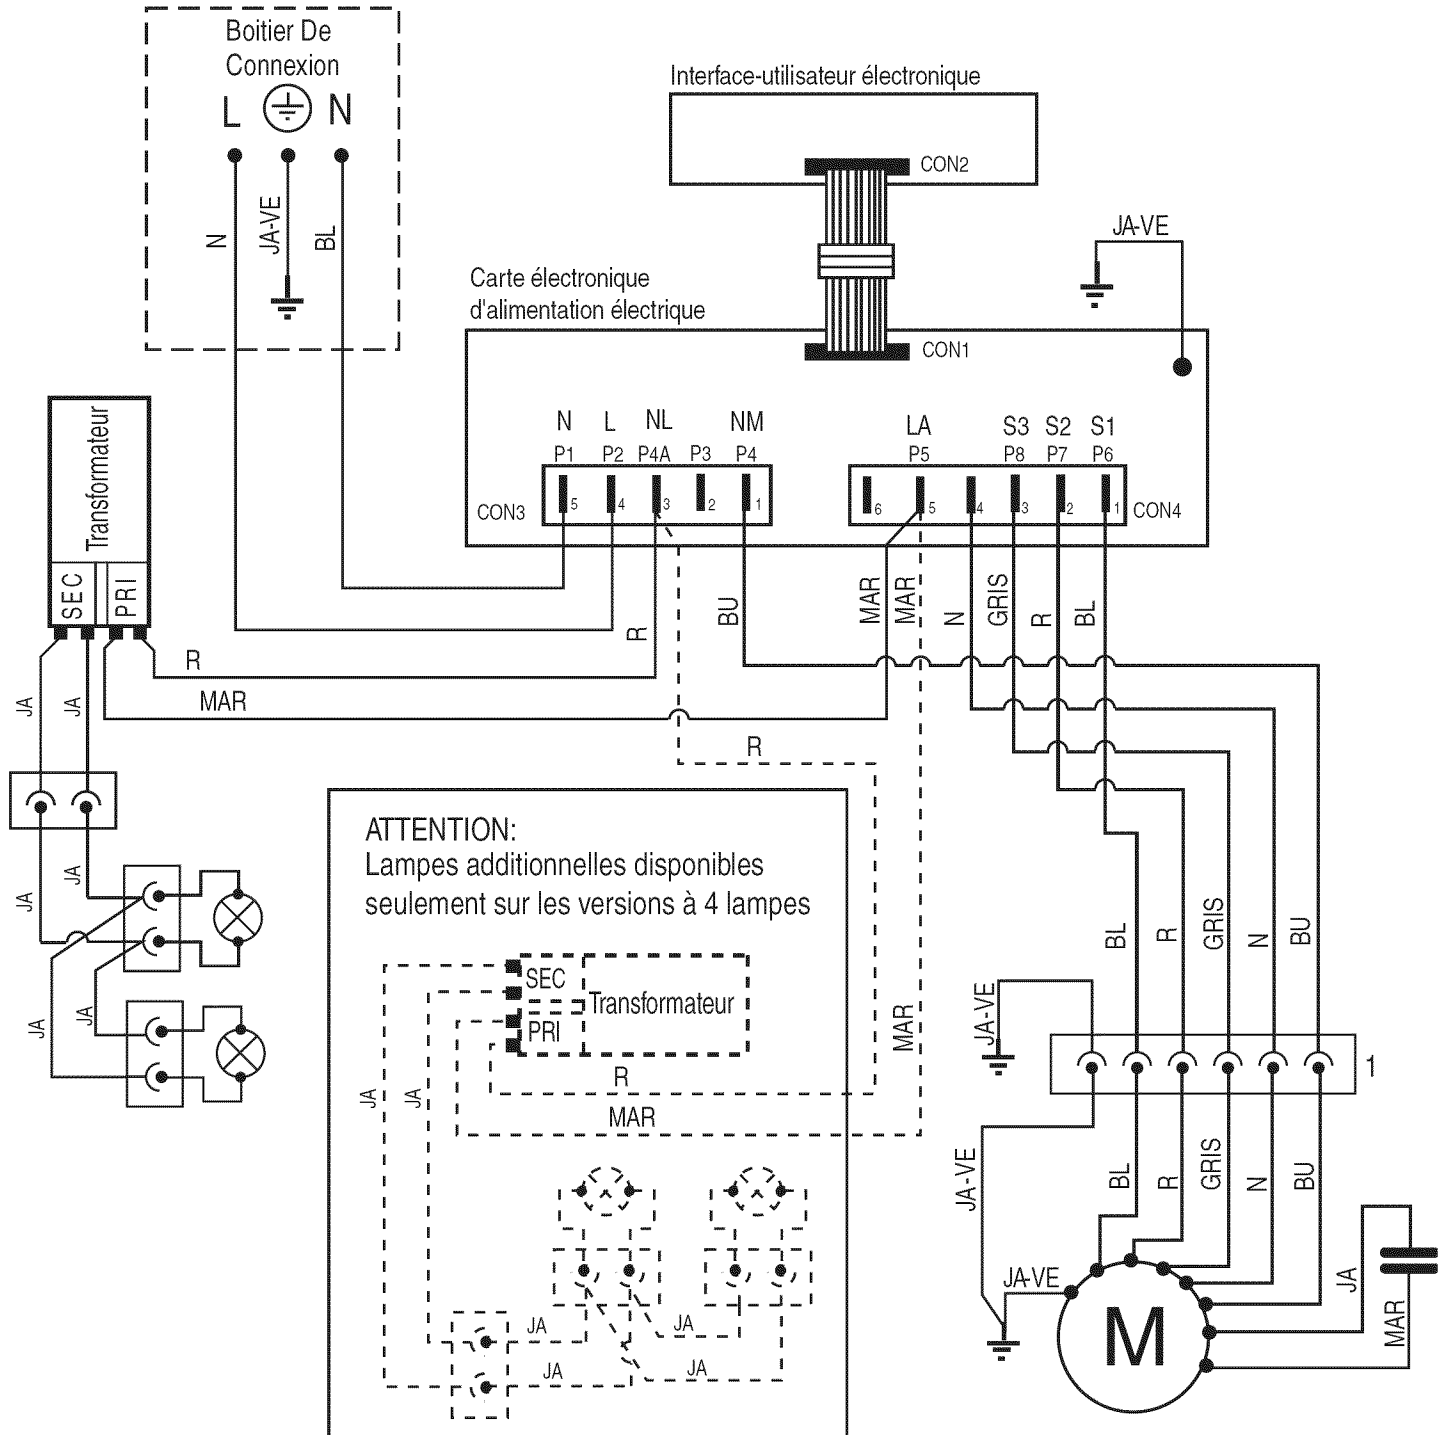 Boitier De
Connexion
L N
N
JA-VE
BL
Interface-utilisateur électronique
CON2
JA-VE
Carte électronique
d'alimentation électrique
CON1
N L NL NM
P1 P2 P4A P3 P4
5 4 3 2 1
CON3
LA S3 S2 S1
P5 P8 P7 P6
6 5 4 3 2 1
CON4
Transformateur
SEC
PRI
R
MAR
R
BU
MAR
MAR
N
GRIS
R
BL
JA
JA
R
JA
JA
JA
JA
ATTENTION:
Lampes additionnelles disponibles
seulement sur les versions à 4 lampes
SEC
PRI
Transformateur
R
MAR
JA
JA
JA
JA
JA
JA
MAR
BL
R
GRIS
N
BU
JA-VE
1
JA-VE
BL
R
GRIS
N
BU
JA-VE
M
JA
MAR